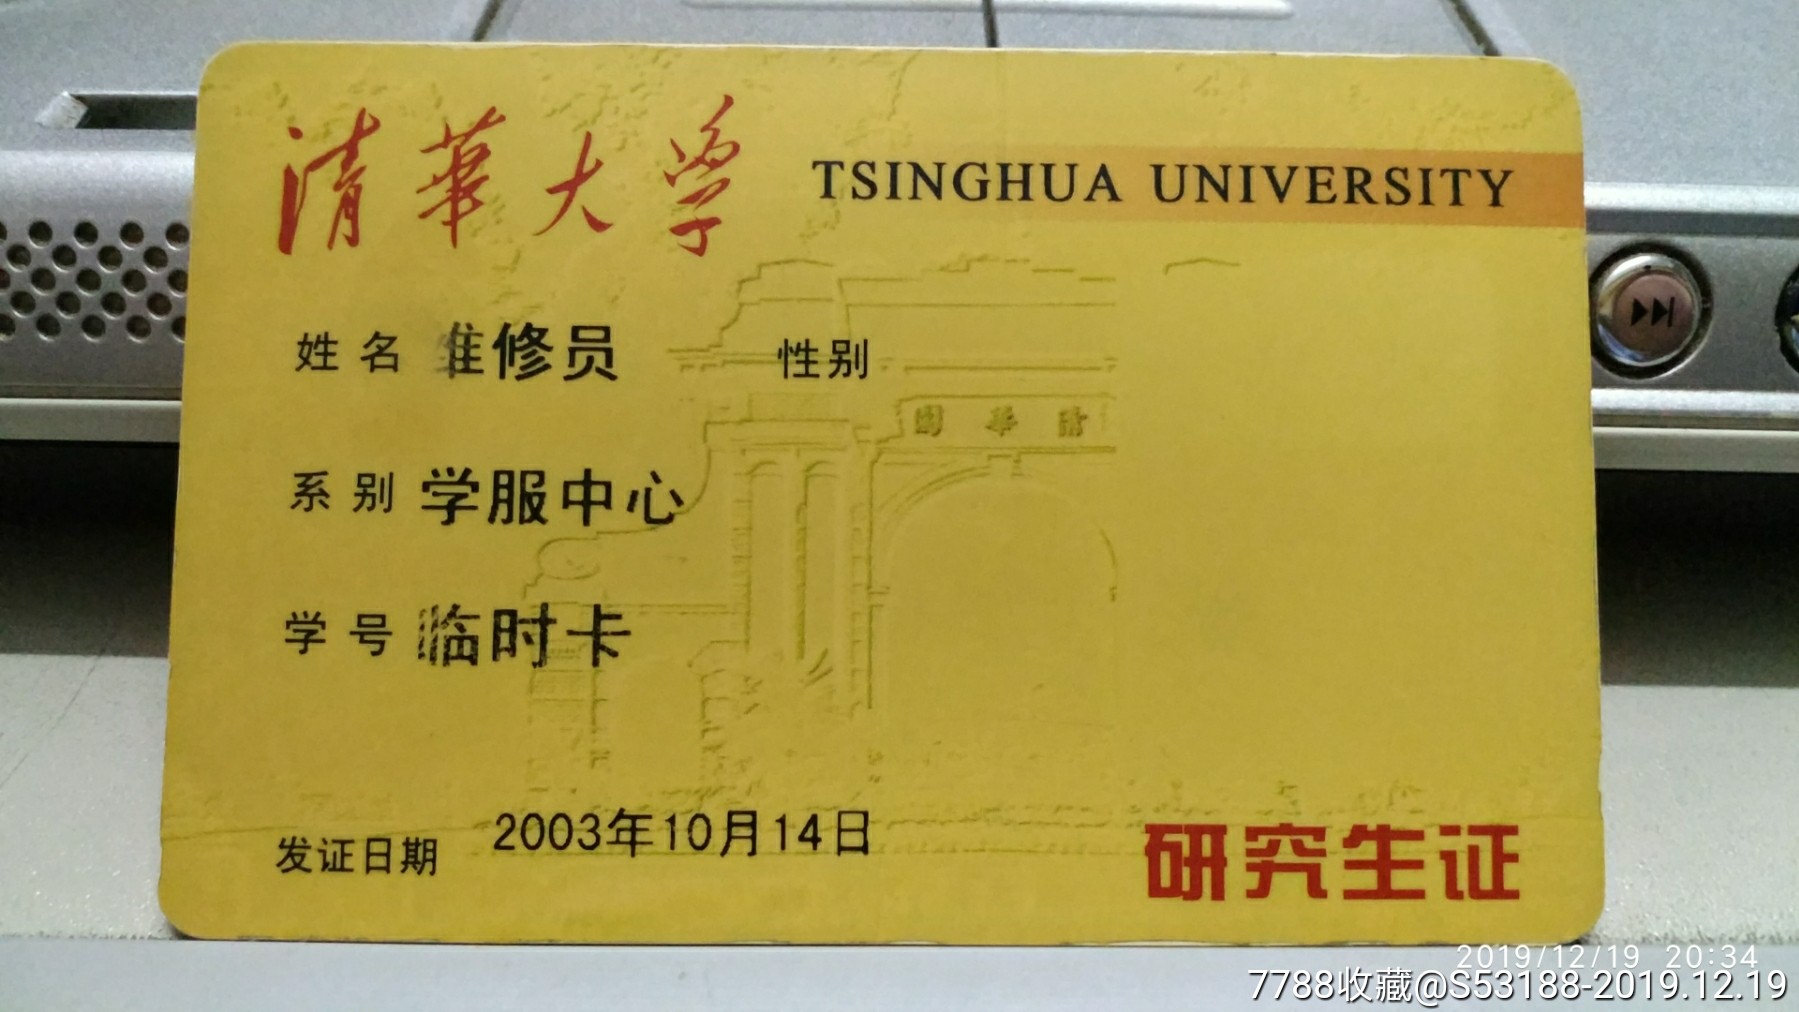 清華大学 TSINGHUA UNIVERSITY
姓名 维修员 性别
園華清
系别 学服中心
学号 临时卡
发证日期 2003年10月14日
研究生证
2019/12/19 20:34
7788收藏@S53188-2019.12.19